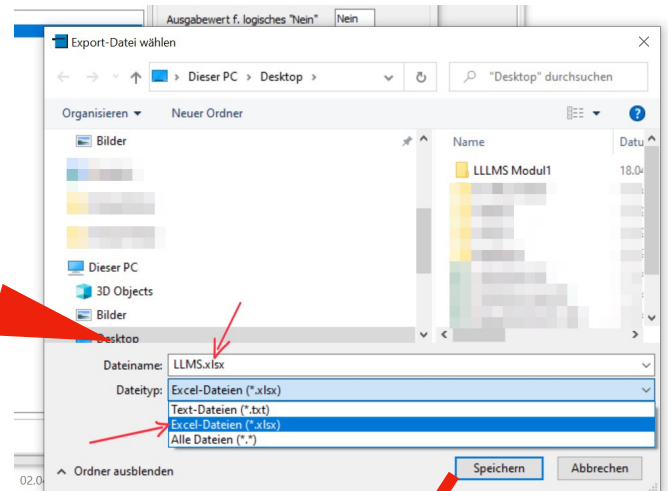 Ausgabewert f. logisches "Nein" Nein
Export-Datei wählen
Dieser PC > Desktop >
"Desktop" durchsuchen
Organisieren
Neuer Ordner
Bilder
Dieser PC
3D Objects
Bilder
Desktop
Name
Datu
LLLMS Modul1
18.04
Dateiname: LLMS.xlsx
Dateityp: Excel-Dateien (*.xlsx)
Text-Dateien (*.txt)
Excel-Dateien (*.xlsx)
Alle Dateien (*.*)
Ordner ausblenden
Speichern
Abbrechen
02.04